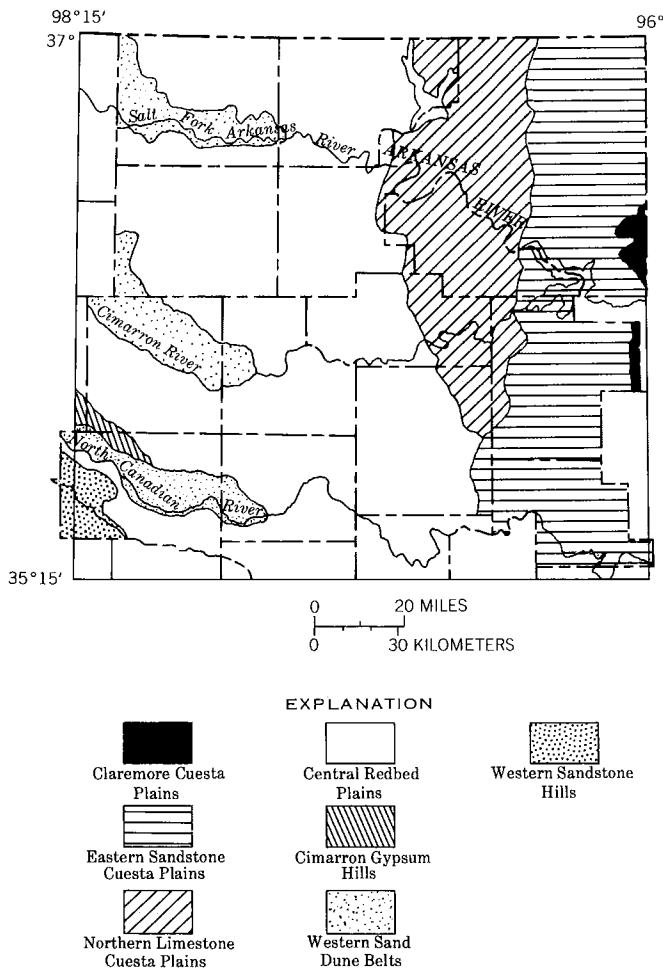 98°15'
96°
37°
Salt Fork Arkansas River
ARKANSAS
RIVER
Cimarron River
North Canadian River
35°15'
0 20 MILES
0 30 KILOMETERS
EXPLANATION
Claremore Cuesta
Plains
Central Redbed
Plains
Western Sandstone
Hills
Eastern Sandstone
Cuesta Plains
Cimarron Gypsum
Hills
Northern Limestone
Cuesta Plains
Western Sand
Dune Belts